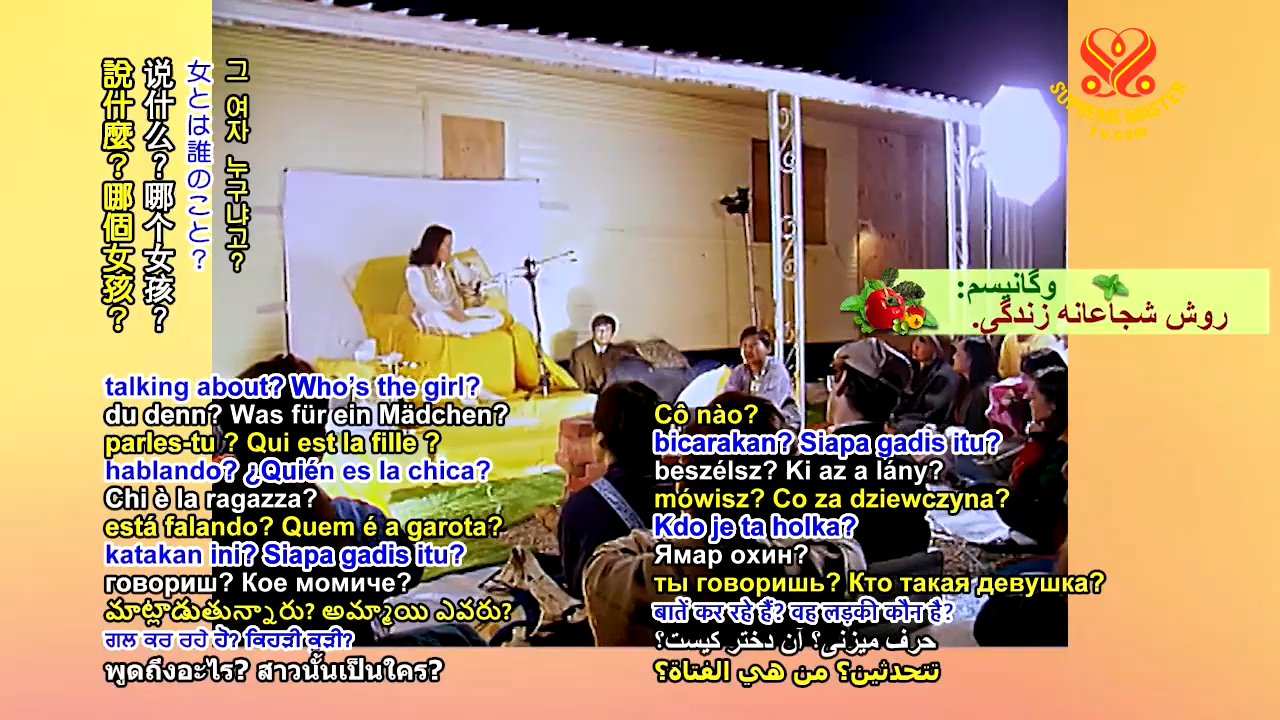 說什麼？哪個女孩？
说什么？哪个女孩？
女とは誰のこと？
그 여자 누구냐고?
SUPREME MASTER
TV.com
وگانیسم:
روش شجاعانه زندگی.
talking about? Who's the girl?
du denn? Was für ein Mädchen?
parles-tu ? Qui est la fille ?
hablando? ¿Quién es la chica?
Chi è la ragazza?
está falando? Quem é a garota?
katakan ini? Siapa gadis itu?
говориш? Кое момиче?
మాట్లాడుతున్నారు? అమ్మాయి ఎవరు?
ਗਲ ਕਰ ਰਹੇ ਹੋ? ਕਿਹੜੀ ਕੁੜੀ?
พูดถึงอะไร? สาวนั้นเป็นใคร?
Cô nào?
bicarakan? Siapa gadis itu?
beszélsz? Ki az a lány?
mówisz? Co za dziewczyna?
Kdo je ta holka?
Ямар охин?
ты говоришь? Кто такая девушка?
बातें कर रहे हैं? वह लड़की कौन है?
حرف میزنی؟ آن دختر کیست؟
تتحدثين؟ من هي الفتاة؟